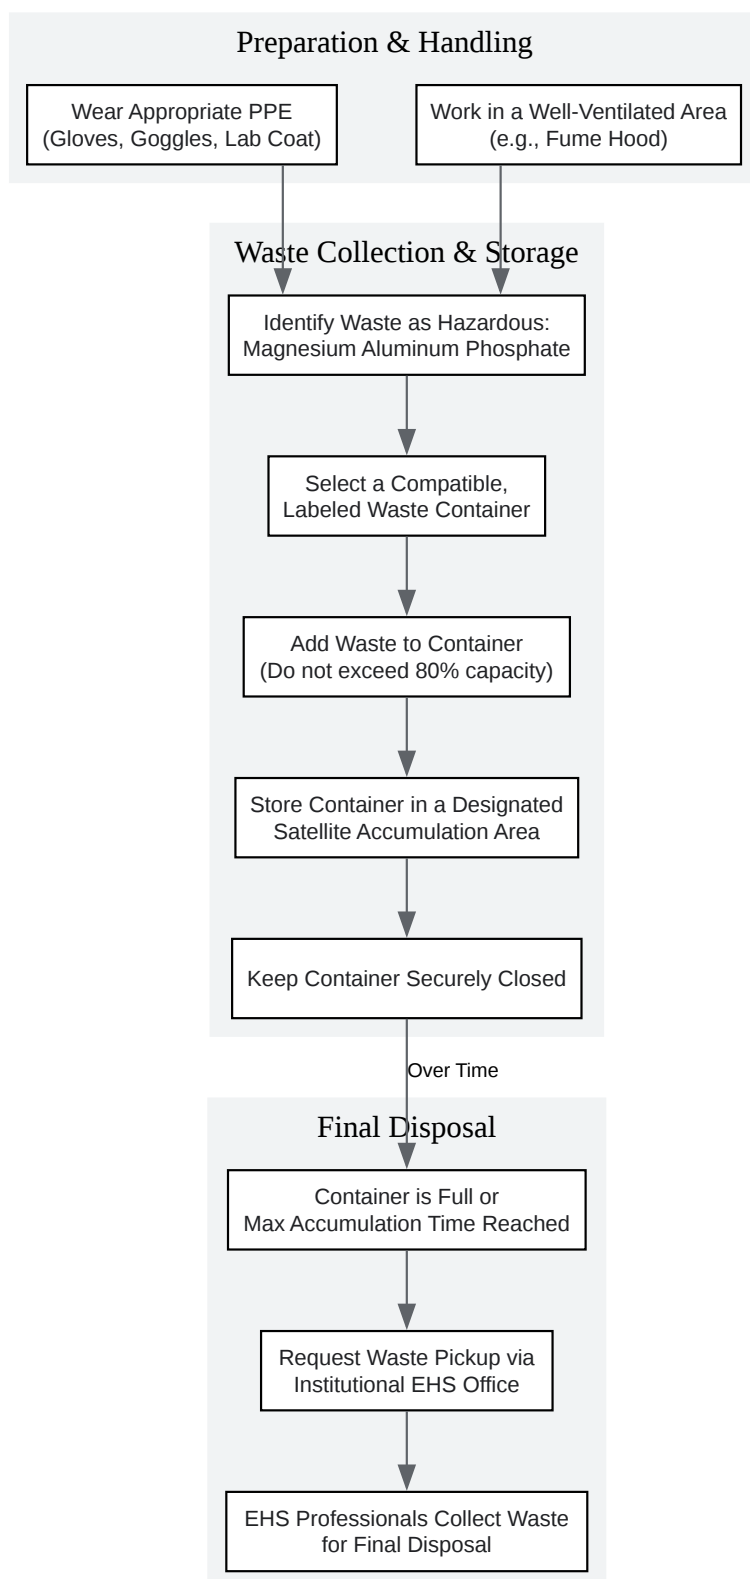 Preparation & Handling
Wear Appropriate PPE
(Gloves, Goggles, Lab Coat)
Work in a Well-Ventilated Area
(e.g., Fume Hood)
Waste Collection & Storage
Identify Waste as Hazardous:
Magnesium Aluminum Phosphate
Select a Compatible,
Labeled Waste Container
Add Waste to Container
(Do not exceed 80% capacity)
Store Container in a Designated
Satellite Accumulation Area
Keep Container Securely Closed
Over Time
Final Disposal
Container is Full or
Max Accumulation Time Reached
Request Waste Pickup via
Institutional EHS Office
EHS Professionals Collect Waste
for Final Disposal